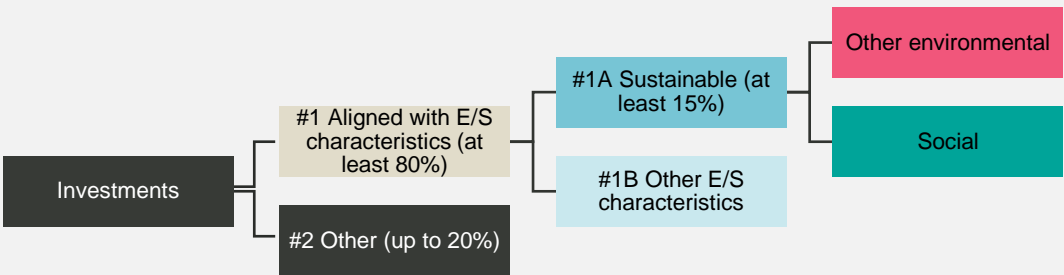 Investments
#1 Aligned with E/S
characteristics (at
least 80%)
#2 Other (up to 20%)
#1A Sustainable (at
least 15%)
#1B Other E/S
characteristics
Other environmental
Social